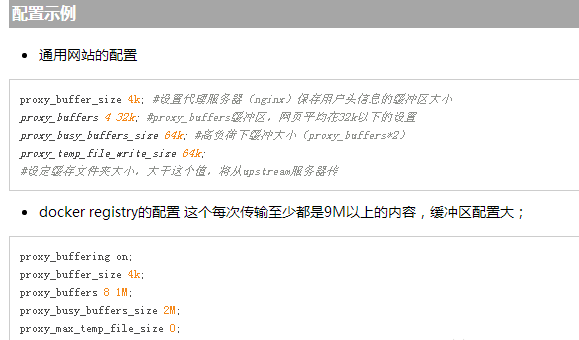 配置示例
通用网站的配置
proxy_buffer_size 4k; #设置代理服务器（nginx）保存用户头信息的缓冲区大小
proxy_buffers 4 32k; #proxy_buffers缓冲区，网页平均在32k以下的设置
proxy_busy_buffers_size 64k; #高负荷下缓冲大小（proxy_buffers*2）
proxy_temp_file_write_size 64k;
#设定缓存文件夹大小，大于这个值，将从upstream服务器传
docker registry的配置 这个每次传输至少都是9M以上的内容，缓冲区配置大；
proxy_buffering on;
proxy_buffer_size 4k;
proxy_buffers 8 1M;
proxy_busy_buffers_size 2M;
proxy_max_temp_file_size 0;